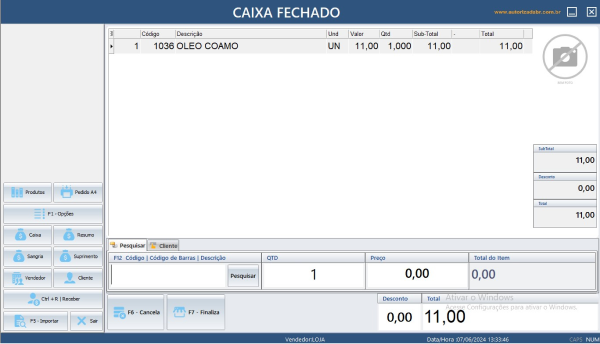 CAIXA FECHADO
www.autorizadabr.com.br
Código Descrição Und Valor Qtd Sub-Total - Total
1 1036 OLEO COAMO UN 11,00 1,000 11,00 11,00
SubTotal
11,00
Desconto
0,00
Total
11,00
Produtos Pedido A4
F1 - Opções
Caixa Resumo
Sangria Suprimento
Vendedor Cliente
Ctrl + R | Receber
F5 - Importar Sair
Pesquisar Cliente
F12 Código | Código de Barras | Descrição QTD Preço Total do Item
Pesquisar 1 0,00 0,00
F6 - Cancela F7 - Finaliza
Desconto Total
0,00 11,00
Ativar o Windows
Acesse Configurações para ativar o Windows.
Vendedor:LOJA Data/Hora :07/06/2024 13:33:46 CAPS NUM